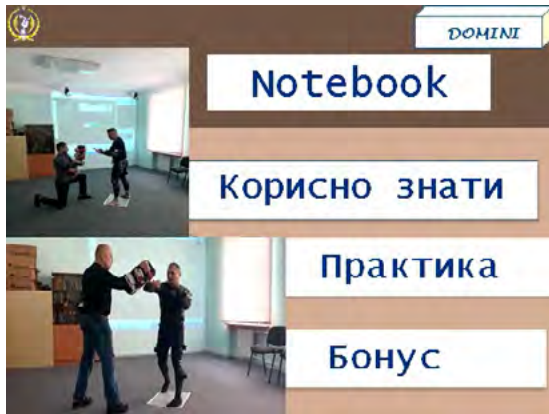 DOMINI
Notebook
Корисно знати
Практика
Бонус